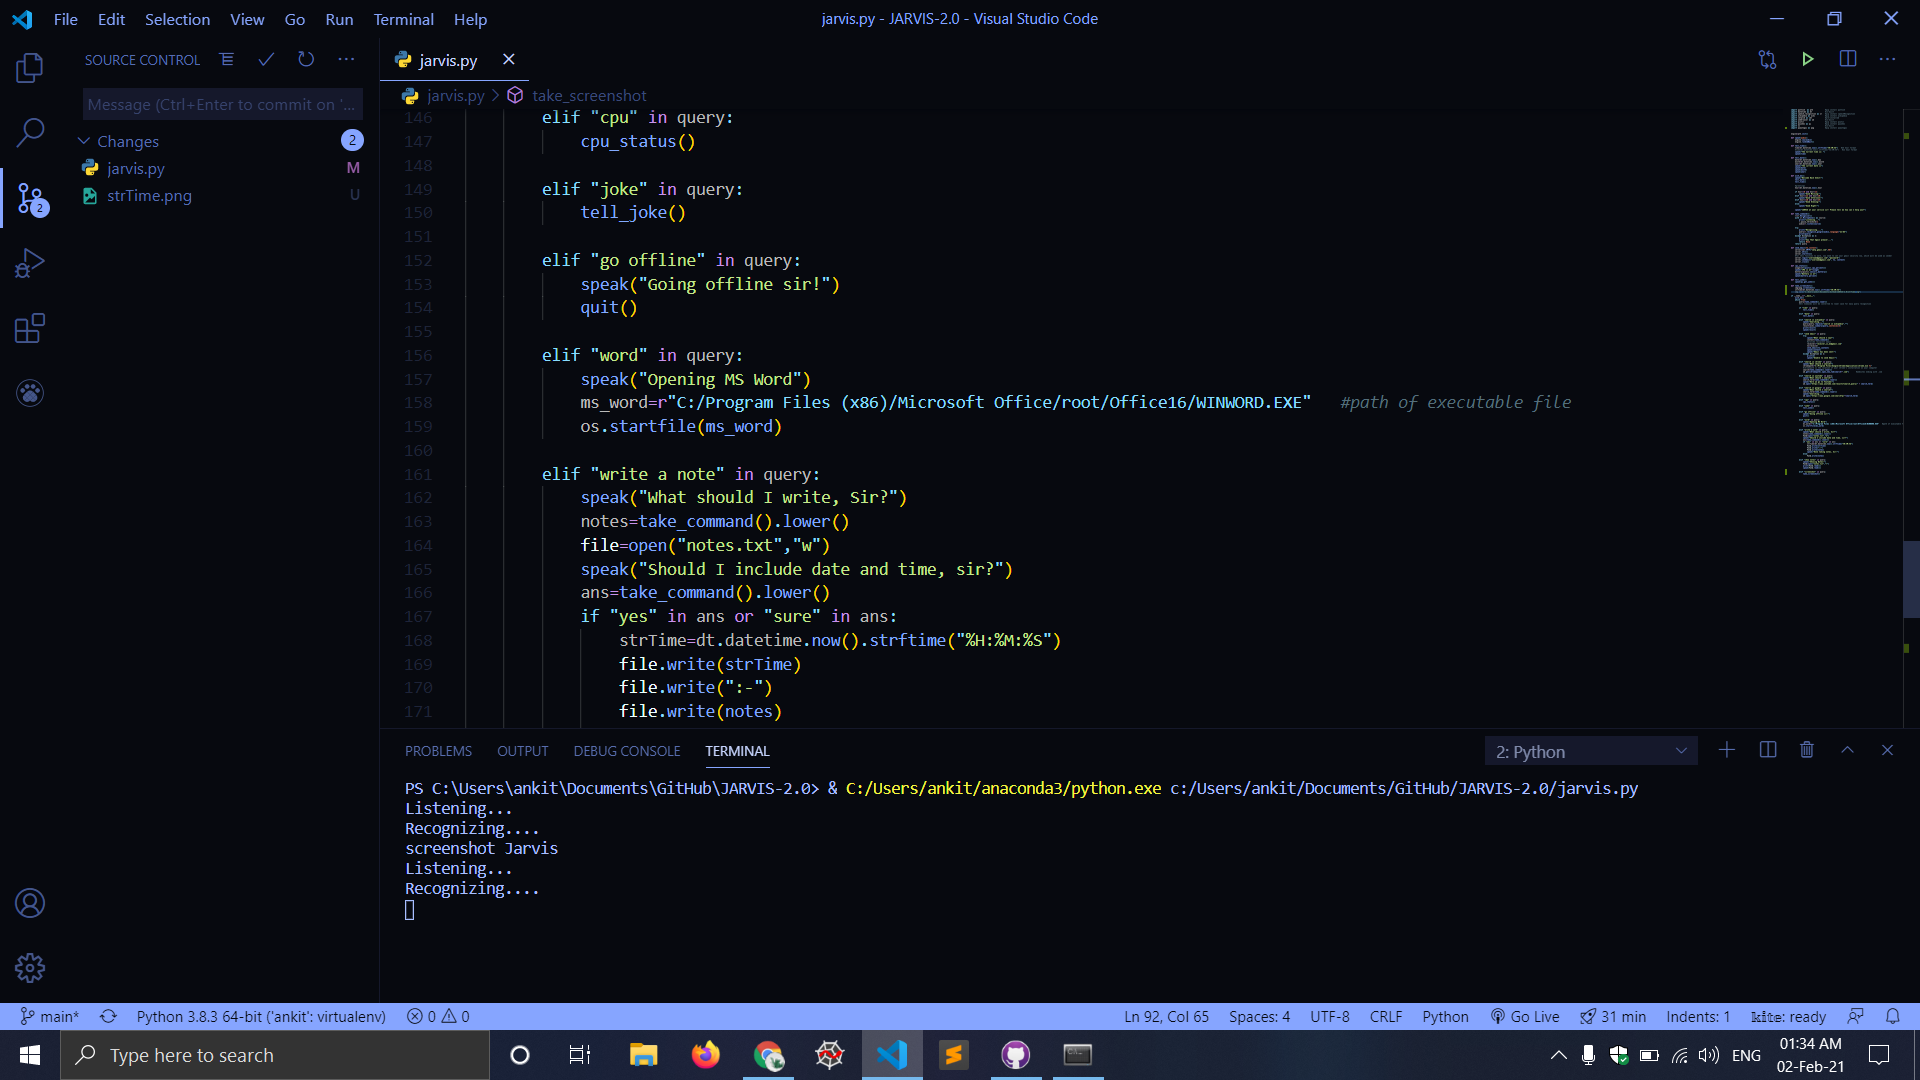 File Edit Selection View Go Run Terminal Help
jarvis.py - JARVIS-2.0 - Visual Studio Code
SOURCE CONTROL
Message (Ctrl+Enter to commit on '...
Changes 2
jarvis.py M
strTime.png U
2
jarvis.py
jarvis.py > take_screenshot
146 elif "cpu" in query:
147 cpu_status()
148
149 elif "joke" in query:
150 tell_joke()
151
152 elif "go offline" in query:
153 speak("Going offline sir!")
154 quit()
155
156 elif "word" in query:
157 speak("Opening MS Word")
158 ms_word=r"C:/Program Files (x86)/Microsoft Office/root/Office16/WINWORD.EXE" #path of executable file
159 os.startfile(ms_word)
160
161 elif "write a note" in query:
162 speak("What should I write, Sir?")
163 notes=take_command().lower()
164 file=open("notes.txt","w")
165 speak("Should I include date and time, sir?")
166 ans=take_command().lower()
167 if "yes" in ans or "sure" in ans:
168 strTime=dt.datetime.now().strftime("%H:%M:%S")
169 file.write(strTime)
170 file.write(":-")
171 file.write(notes)
PROBLEMS OUTPUT DEBUG CONSOLE TERMINAL
2: Python
PS C:\Users\ankit\Documents\GitHub\JARVIS-2.0> & C:/Users/ankit/anaconda3/python.exe c:/Users/ankit/Documents/GitHub/JARVIS-2.0/jarvis.py
Listening...
Recognizing....
screenshot Jarvis
Listening...
Recognizing....
main* Python 3.8.3 64-bit ('ankit': virtualenv) 0 0
Ln 92, Col 65 Spaces: 4 UTF-8 CRLF Python Go Live 31 min Indents: 1 kite: ready
Type here to search
ENG
01:34 AM
02-Feb-21